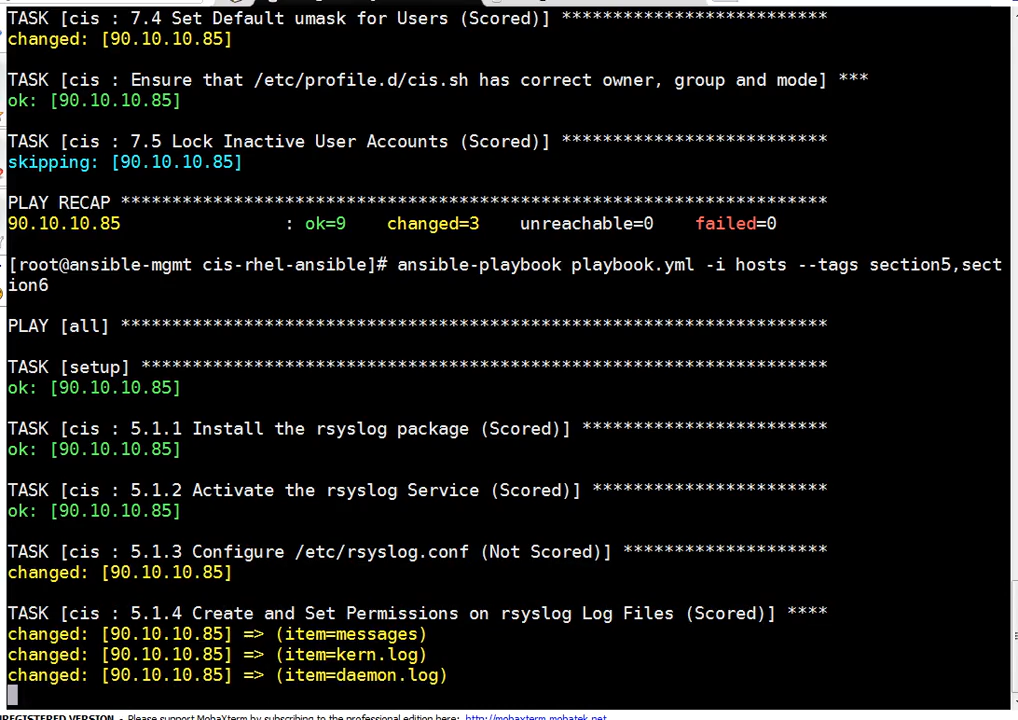 TASK [cis : 7.4 Set Default umask for Users (Scored)] **************************
changed: [90.10.10.85]
TASK [cis : Ensure that /etc/profile.d/cis.sh has correct owner, group and mode] ***
ok: [90.10.10.85]
TASK [cis : 7.5 Lock Inactive User Accounts (Scored)] **************************
skipping: [90.10.10.85]
PLAY RECAP *********************************************************************
90.10.10.85                : ok=9    changed=3    unreachable=0    failed=0
[root@ansible-mgmt cis-rhel-ansible]# ansible-playbook playbook.yml -i hosts --tags section5,sect
ion6
PLAY [all] *********************************************************************
TASK [setup] *******************************************************************
ok: [90.10.10.85]
TASK [cis : 5.1.1 Install the rsyslog package (Scored)] ************************
ok: [90.10.10.85]
TASK [cis : 5.1.2 Activate the rsyslog Service (Scored)] ***********************
ok: [90.10.10.85]
TASK [cis : 5.1.3 Configure /etc/rsyslog.conf (Not Scored)] ********************
changed: [90.10.10.85]
TASK [cis : 5.1.4 Create and Set Permissions on rsyslog Log Files (Scored)] ****
changed: [90.10.10.85] => (item=messages)
changed: [90.10.10.85] => (item=kern.log)
changed: [90.10.10.85] => (item=daemon.log)
REGISTERED VERSION - Please support MobaXterm by subscribing to the professional edition here: http://mobaxterm.mobatek.net